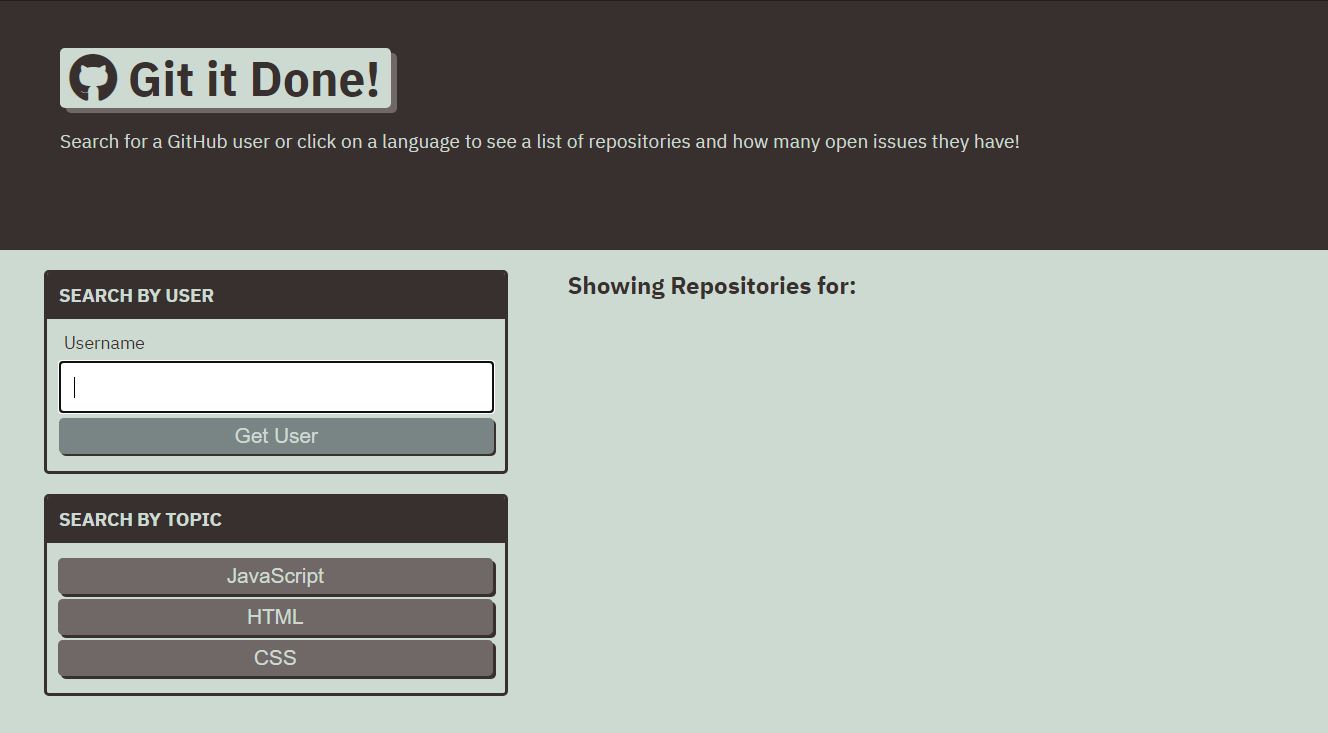 Git it Done!
Search for a GitHub user or click on a language to see a list of repositories and how many open issues they have!
SEARCH BY USER
Username
Get User
SEARCH BY TOPIC
JavaScript
HTML
CSS
Showing Repositories for: